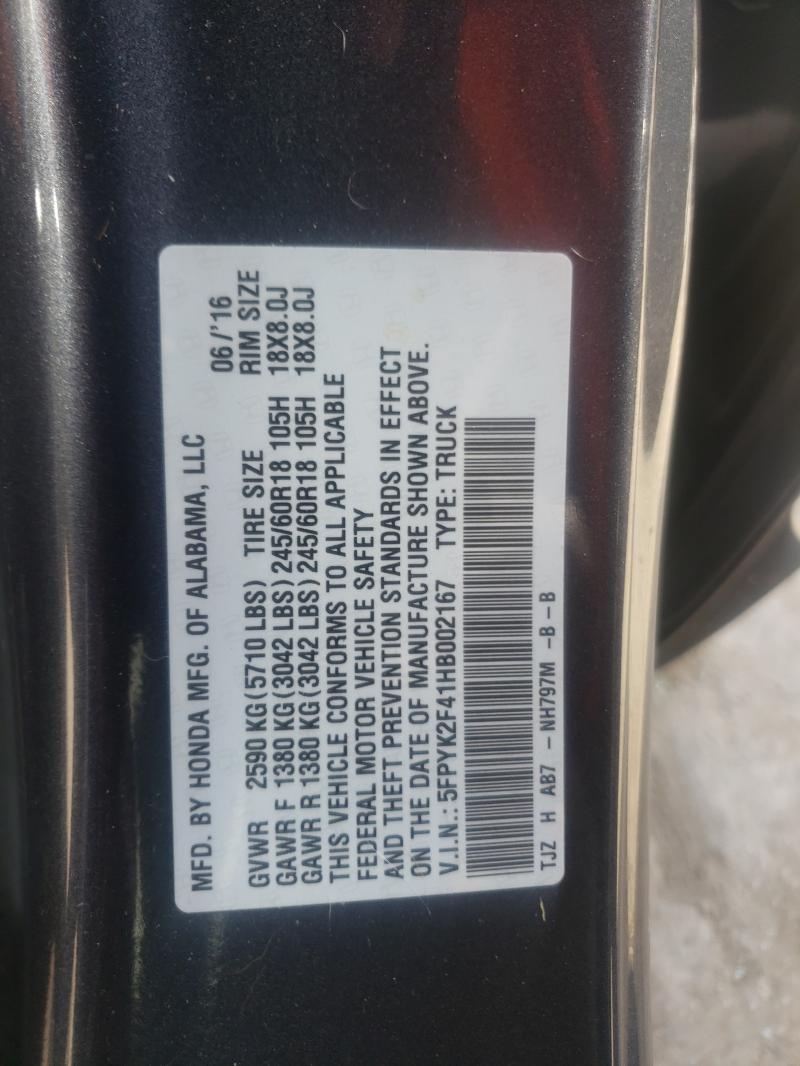 MFD. BY HONDA MFG. OF ALABAMA, LLC 06/'16
GVWR 2590 KG(5710 LBS) TIRE SIZE RIM SIZE
GAWR F 1380 KG(3042 LBS) 245/60R18 105H 18X8.0J
GAWR R 1380 KG(3042 LBS) 245/60R18 105H 18X8.0J
THIS VEHICLE CONFORMS TO ALL APPLICABLE
FEDERAL MOTOR VEHICLE SAFETY
AND THEFT PREVENTION STANDARDS IN EFFECT
ON THE DATE OF MANUFACTURE SHOWN ABOVE.
V.I.N.: 5FPYK2F41HB002167 TYPE: TRUCK
TJZ H AB7 - NH797M -B-B